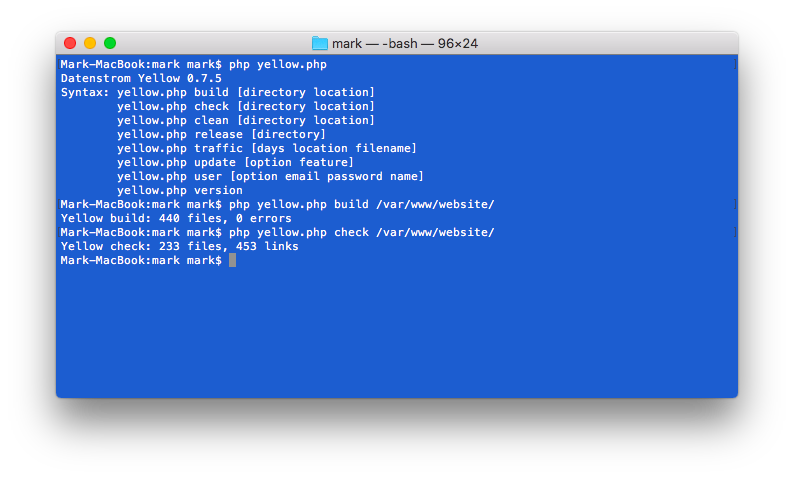 mark — -bash — 96×24
Mark-MacBook:mark mark$ php yellow.php
Datenstrom Yellow 0.7.5
Syntax: yellow.php build [directory location]
        yellow.php check [directory location]
        yellow.php clean [directory location]
        yellow.php release [directory]
        yellow.php traffic [days location filename]
        yellow.php update [option feature]
        yellow.php user [option email password name]
        yellow.php version
Mark-MacBook:mark mark$ php yellow.php build /var/www/website/
Yellow build: 440 files, 0 errors
Mark-MacBook:mark mark$ php yellow.php check /var/www/website/
Yellow check: 233 files, 453 links
Mark-MacBook:mark mark$